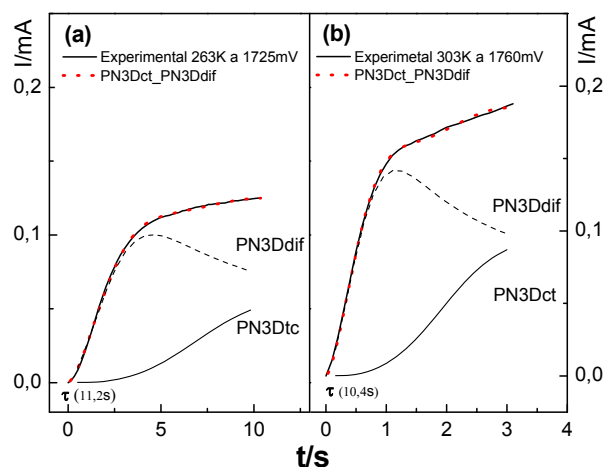 (a)
Experimental 263K a 1725mV
PN3Dct_PN3Ddif
I/mA
0,2
0,1
0,0
PN3Ddif
PN3Dtc
τ (11,2s)
0 5 10
(b)
Experimetal 303K a 1760mV
PN3Dct_PN3Ddif
I/mA
0,2
0,1
0,0
PN3Ddif
PN3Dct
τ (10,4s)
0 1 2 3 4
t/s